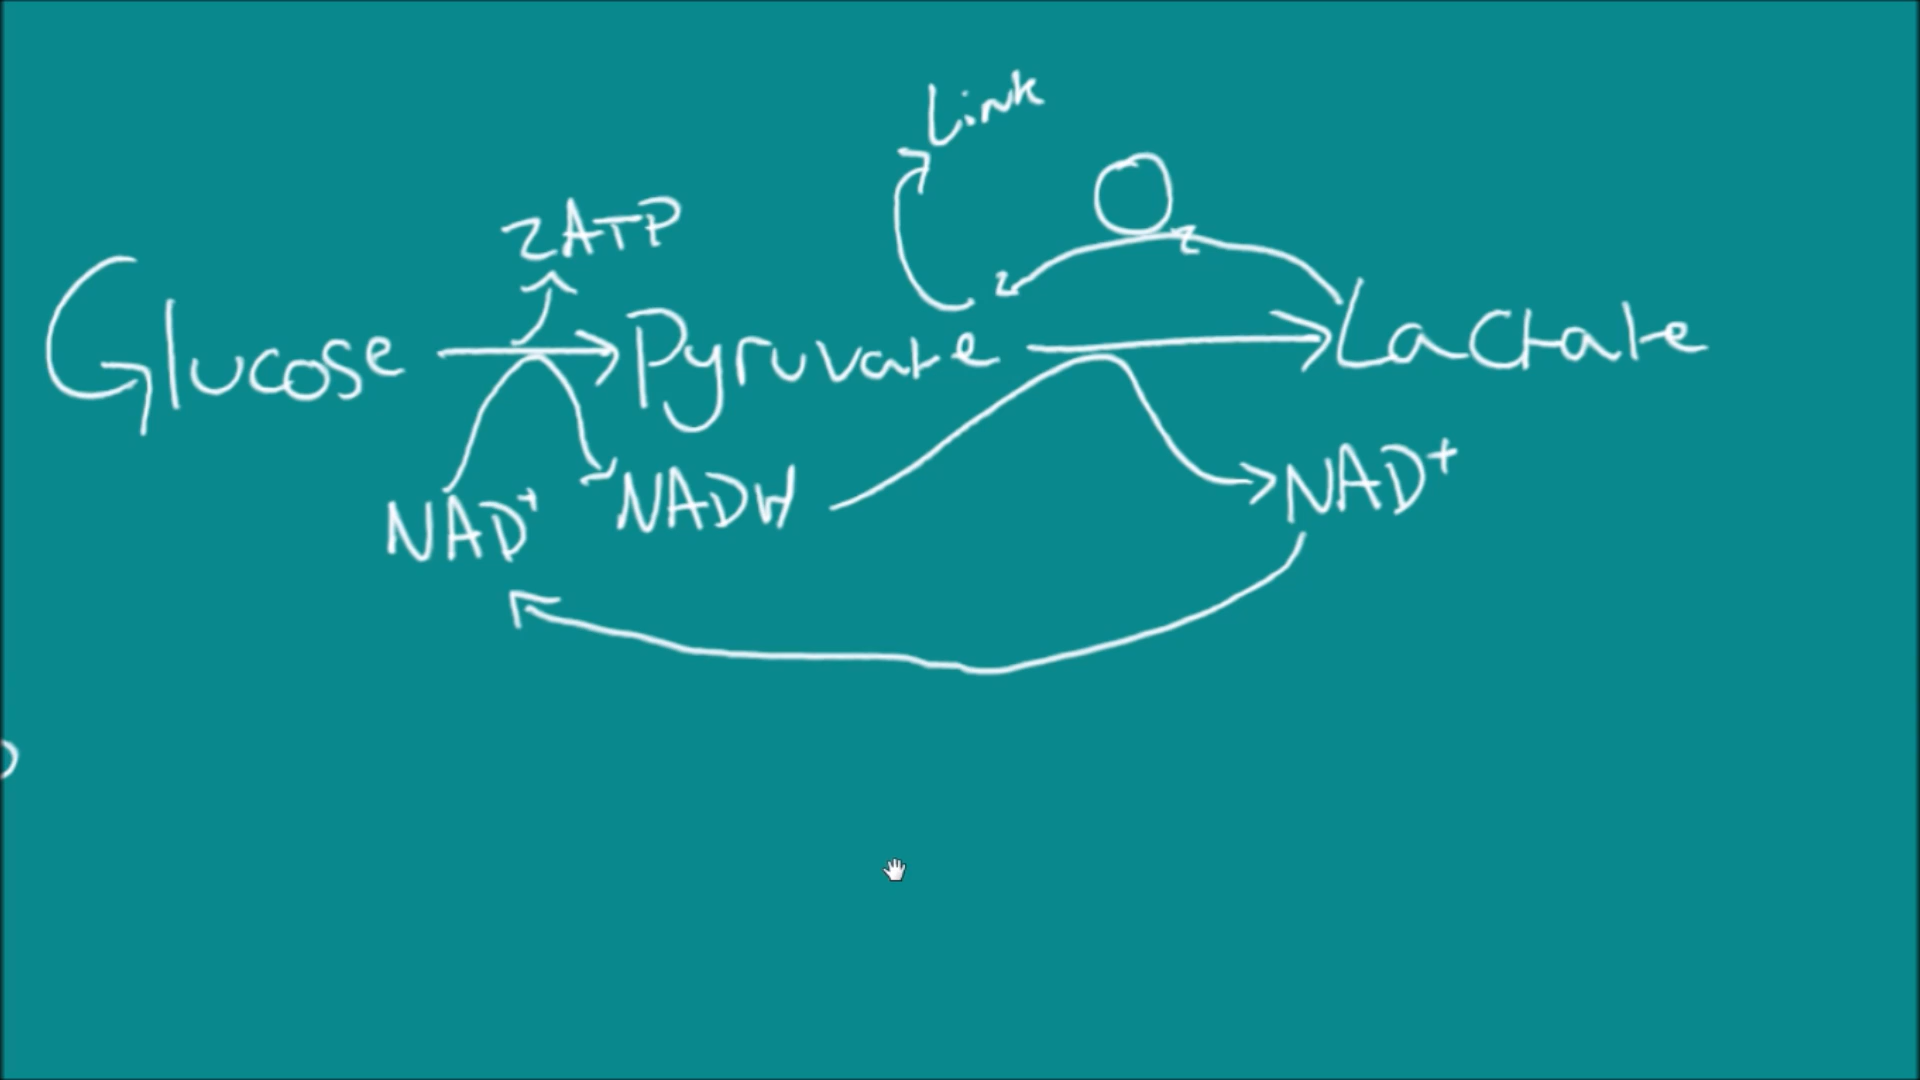 Link
O2
2ATP
Glucose → Pyruvate → Lactate
NAD+ NADH NAD+